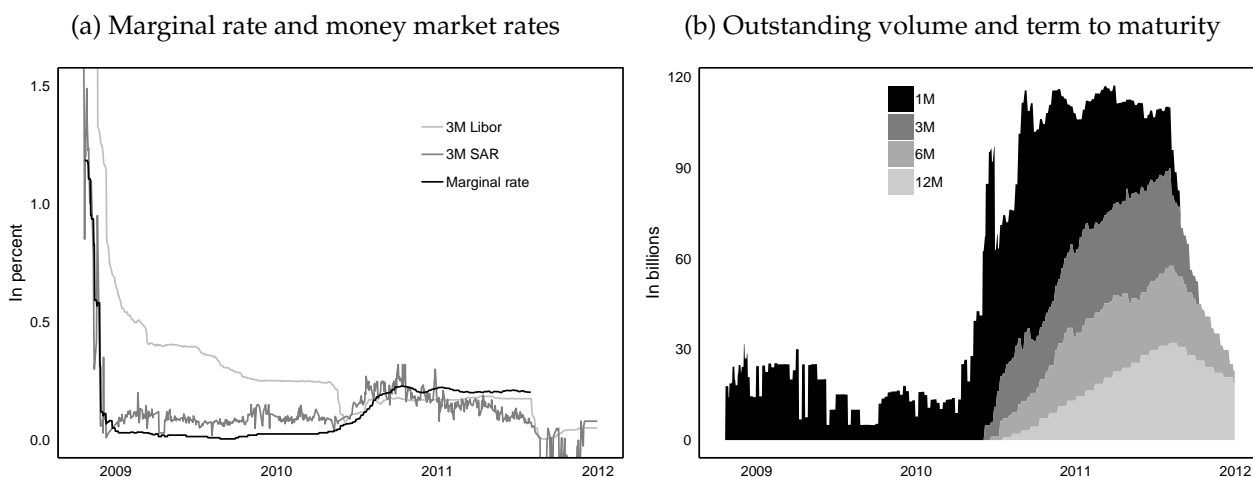 (a) Marginal rate and money market rates
1.5
1.0
0.5
0.0
In percent
3M Libor
3M SAR
Marginal rate
2009 2010 2011 2012
(b) Outstanding volume and term to maturity
120
90
60
30
0
In billions
1M
3M
6M
12M
2009 2010 2011 2012